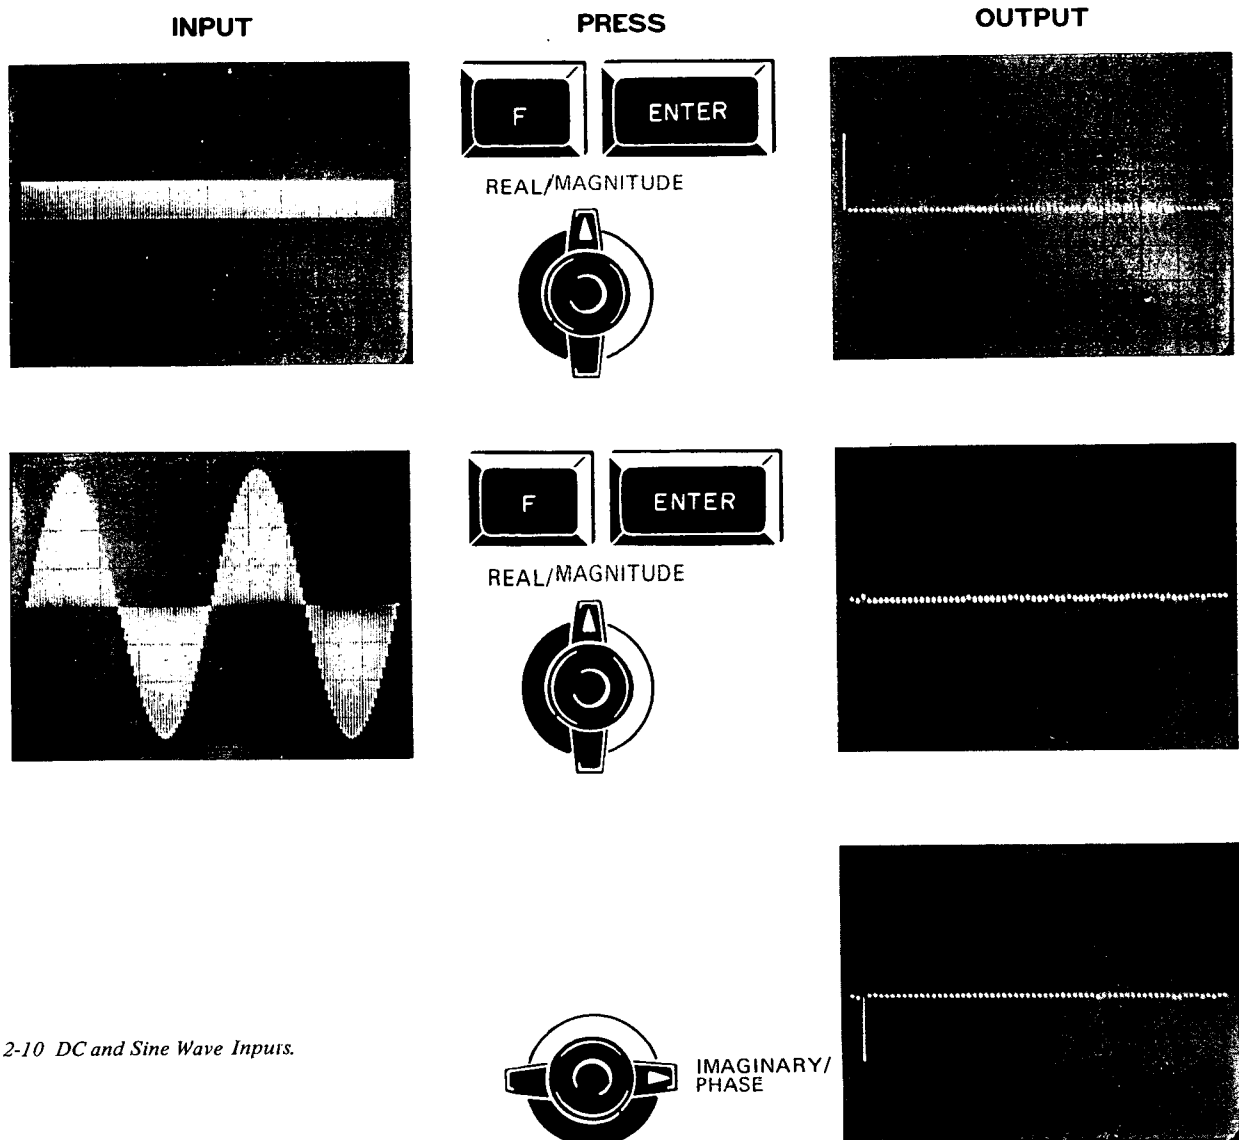 INPUT
PRESS
OUTPUT
F
ENTER
REAL/MAGNITUDE
F
ENTER
REAL/MAGNITUDE
2-10 DC and Sine Wave Inputs.
IMAGINARY/
PHASE